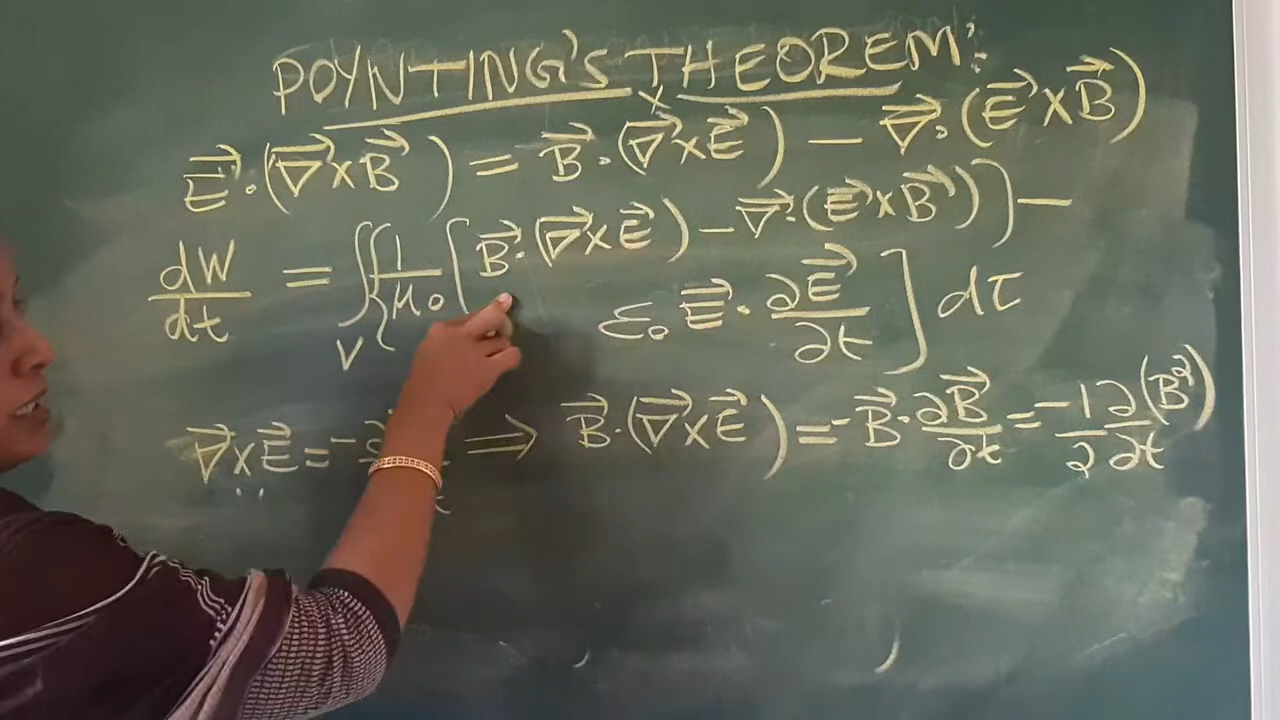 POYNTING'S THEOREM:
E⃗·(∇⃗×B⃗) = B⃗·(∇⃗×E⃗) − ∇⃗·(E⃗×B⃗)
dW/dt = ∫_V {1/μ₀ [B⃗·(∇⃗×E⃗) − ∇⃗·(E⃗×B⃗)] −
ε₀ E⃗·∂E⃗/∂t] dτ
∇⃗×E⃗ = −∂ ⟹ B⃗·(∇⃗×E⃗) = −B⃗·∂B⃗/∂t = −1/2 ∂/∂t (B²)